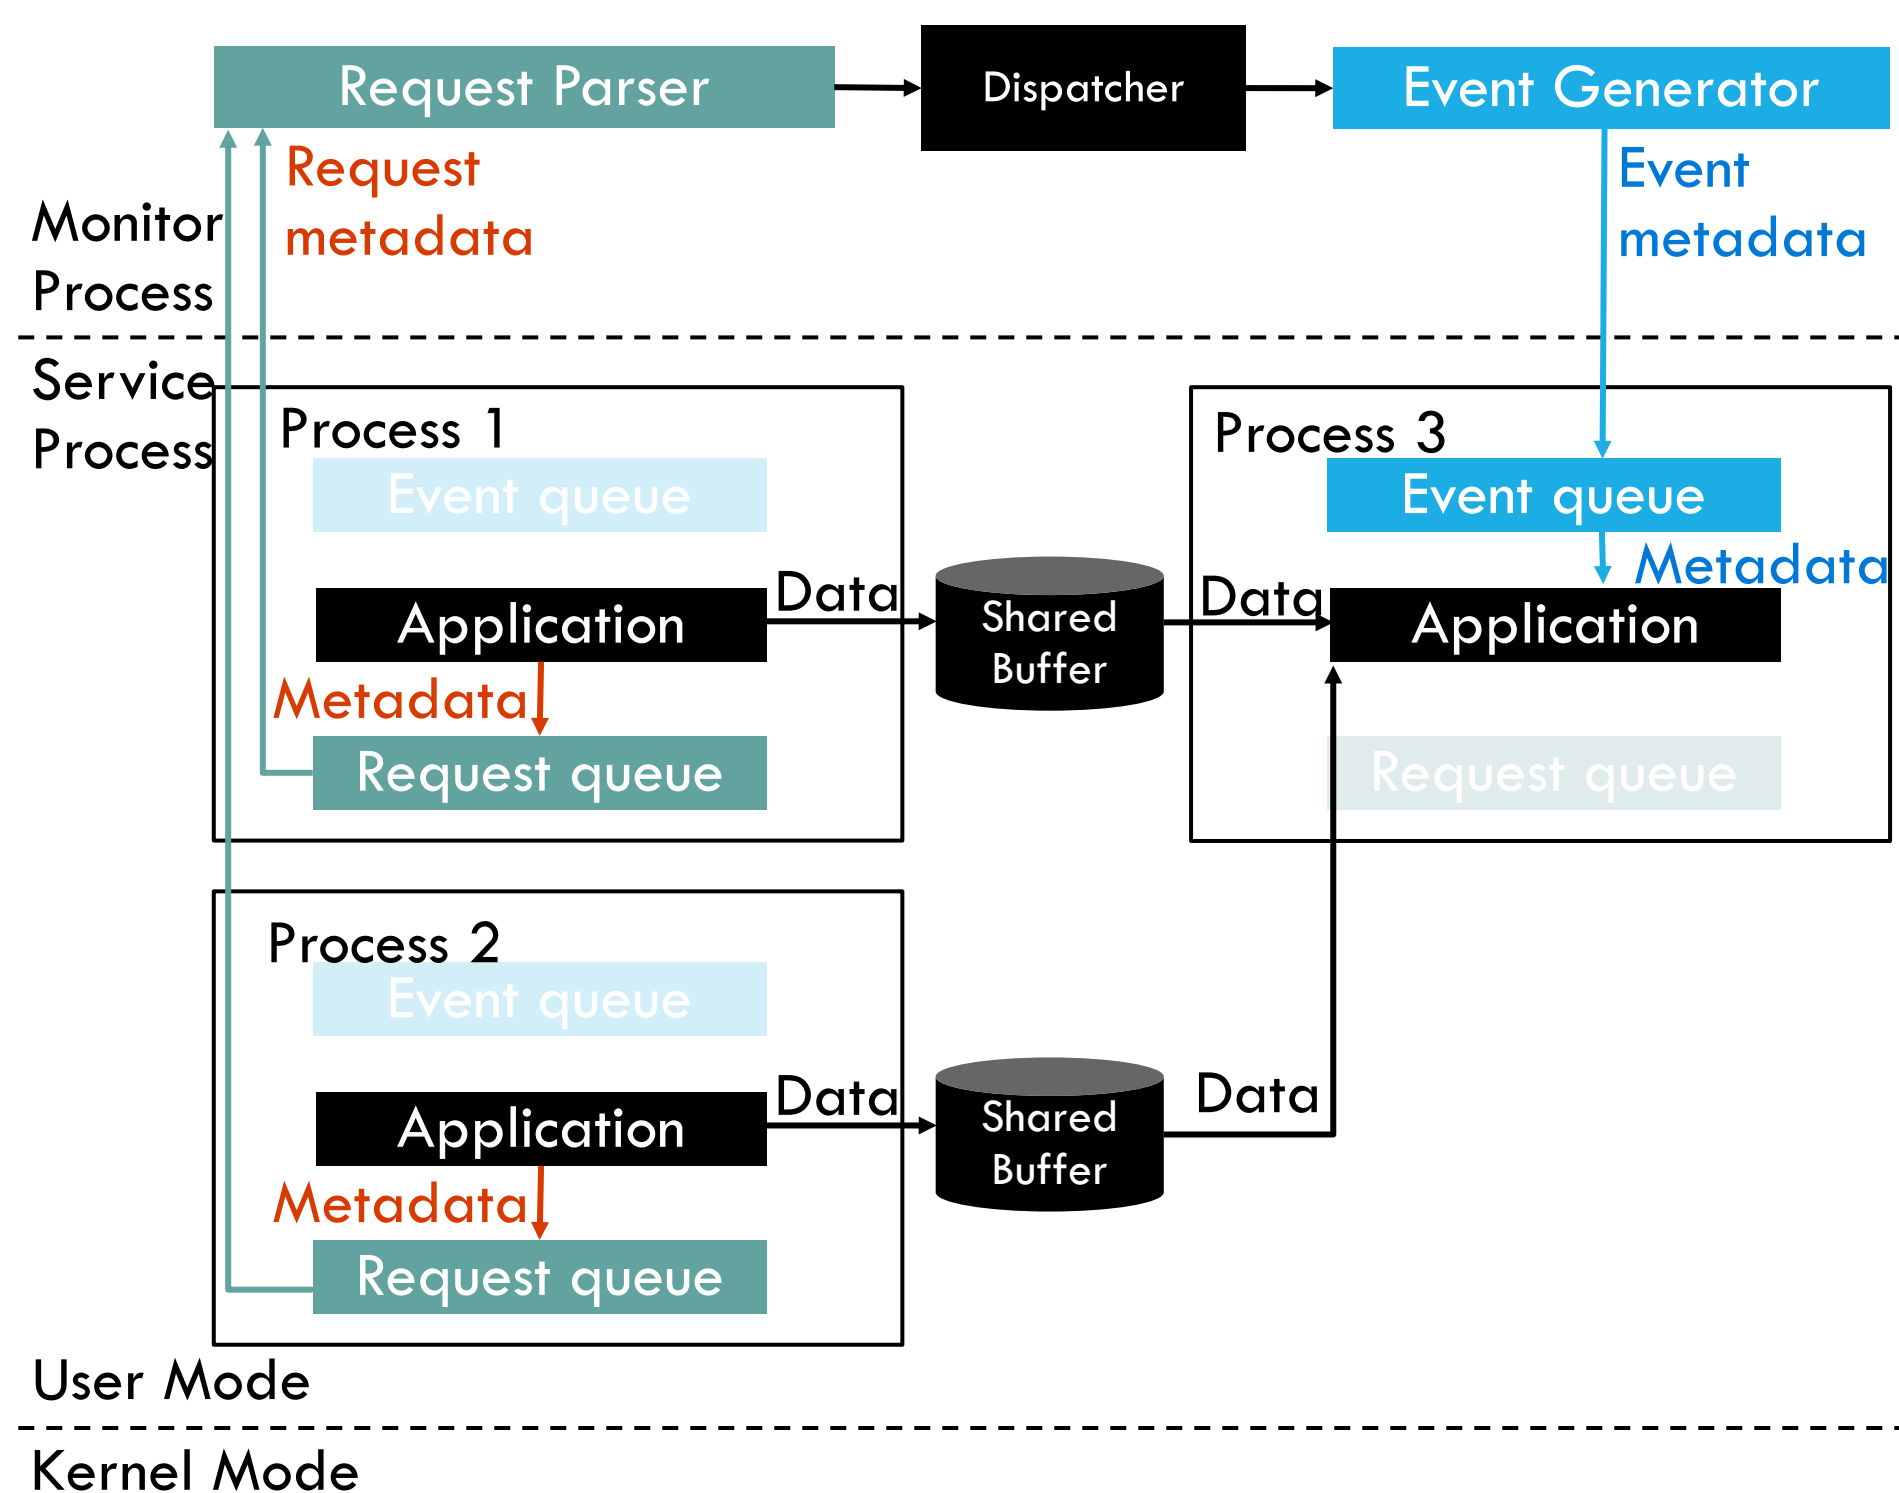 Request Parser
Dispatcher
Event Generator
Request
metadata
Event
metadata
Monitor
Process
Service
Process
Process 1
Event queue
Application
Data
Metadata
Request queue
Shared
Buffer
Process 3
Event queue
Metadata
Data
Application
Request queue
Process 2
Event queue
Application
Data
Metadata
Request queue
Shared
Buffer
Data
User Mode
Kernel Mode